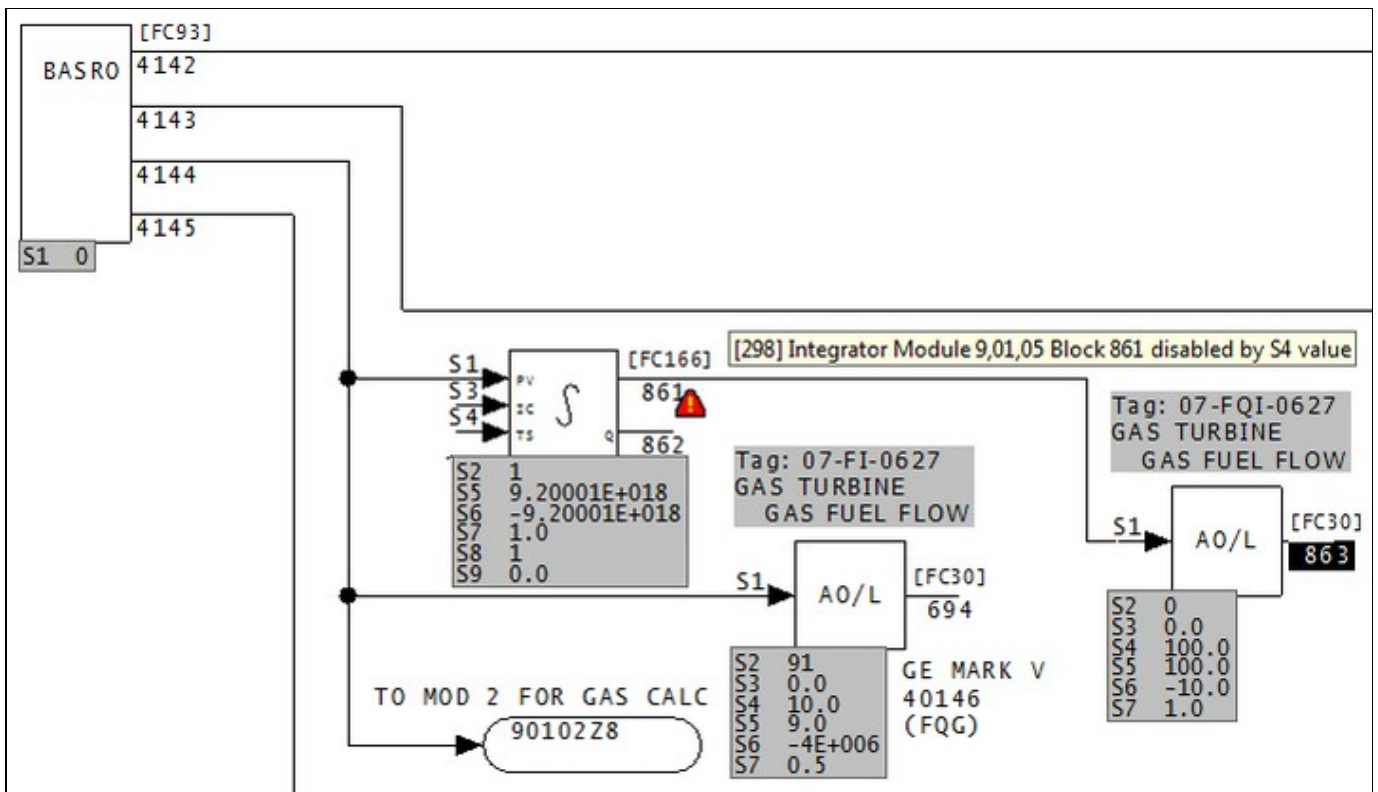 [FC93]
BASRO
4142
4143
4144
4145
S1 0
[298] Integrator Module 9,01,05 Block 861 disabled by S4 value
S1
S3
S4
PV
IC
TS
Q
[FC166]
861
862
S2 1
S5 9.20001E+018
S6 -9.20001E+018
S7 1.0
S8 1
S9 0.0
Tag: 07-FI-0627
GAS TURBINE
GAS FUEL FLOW
S1
AO/L
[FC30]
694
S2 91
S3 0.0
S4 10.0
S5 9.0
S6 -4E+006
S7 0.5
GE MARK V
40146
(FQG)
Tag: 07-FQI-0627
GAS TURBINE
GAS FUEL FLOW
S1
AO/L
[FC30]
863
S2 0
S3 0.0
S4 100.0
S5 100.0
S6 -10.0
S7 1.0
TO MOD 2 FOR GAS CALC
90102Z8